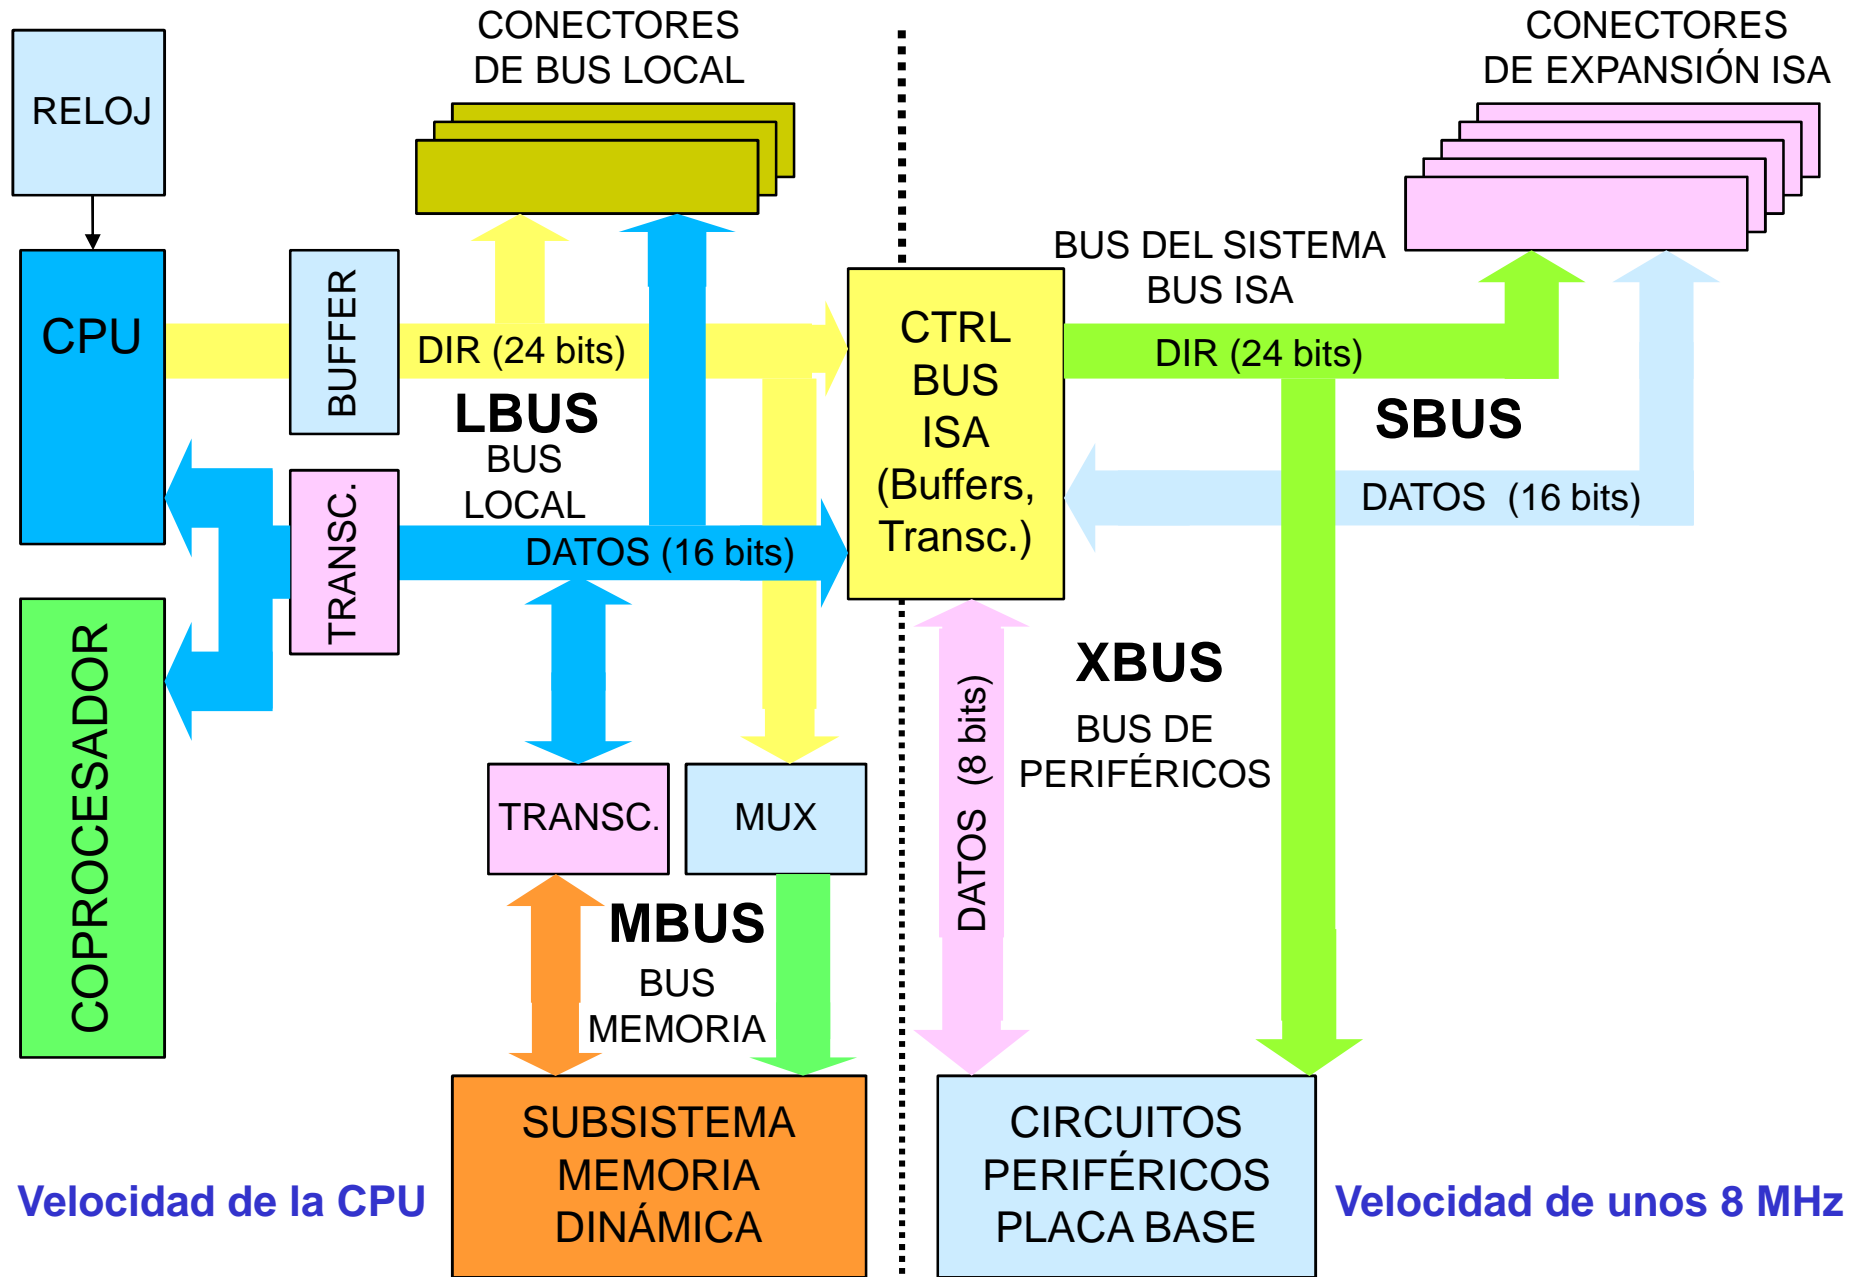 CONECTORES
DE BUS LOCAL
CONECTORES
DE EXPANSIÓN ISA
RELOJ
CPU
BUFFER
DIR (24 bits)
LBUS
BUS
LOCAL
TRANSC.
DATOS (16 bits)
CTRL
BUS
ISA
(Buffers,
Transc.)
BUS DEL SISTEMA
BUS ISA
DIR (24 bits)
SBUS
DATOS (16 bits)
COPROCESADOR
TRANSC.
MUX
MBUS
BUS
MEMORIA
DATOS (8 bits)
XBUS
BUS DE
PERIFÉRICOS
SUBSISTEMA
MEMORIA
DINÁMICA
CIRCUITOS
PERIFÉRICOS
PLACA BASE
Velocidad de la CPU
Velocidad de unos 8 MHz